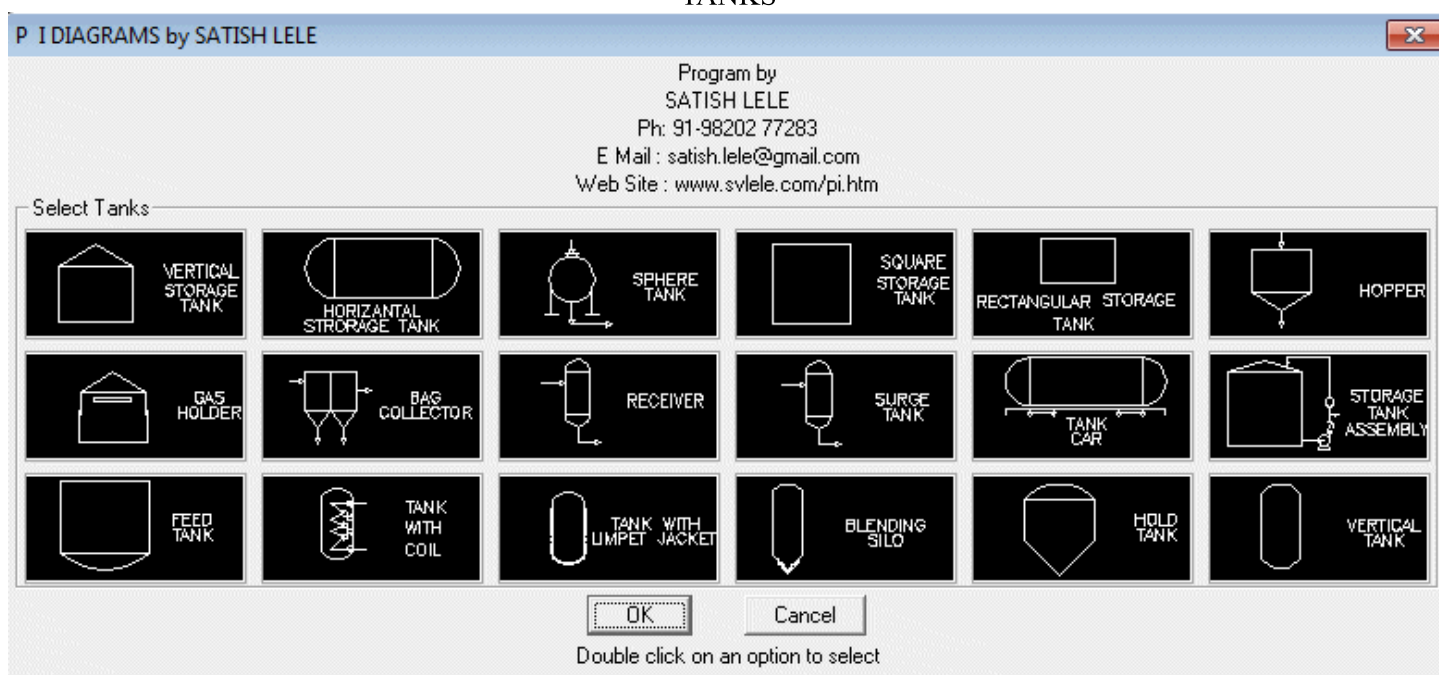 TANKS
P I DIAGRAMS by SATISH LELE
Program by
SATISH LELE
Ph: 91-98202 77283
E Mail : satish.lele@gmail.com
Web Site : www.svlele.com/pi.htm
Select Tanks
VERTICAL
STORAGE
TANK
HORIZANTAL
STRORAGE TANK
SPHERE
TANK
SQUARE
STORAGE
TANK
RECTANGULAR STORAGE
TANK
HOPPER
GAS
HOLDER
BAG
COLLECTOR
RECEIVER
SURGE
TANK
TANK
CAR
STORAGE
TANK
ASSEMBLY
FEED
TANK
TANK
WITH
COIL
TANK WITH
LIMPET JACKET
BLENDING
SILO
HOLD
TANK
VERTICAL
TANK
OK
Cancel
Double click on an option to select